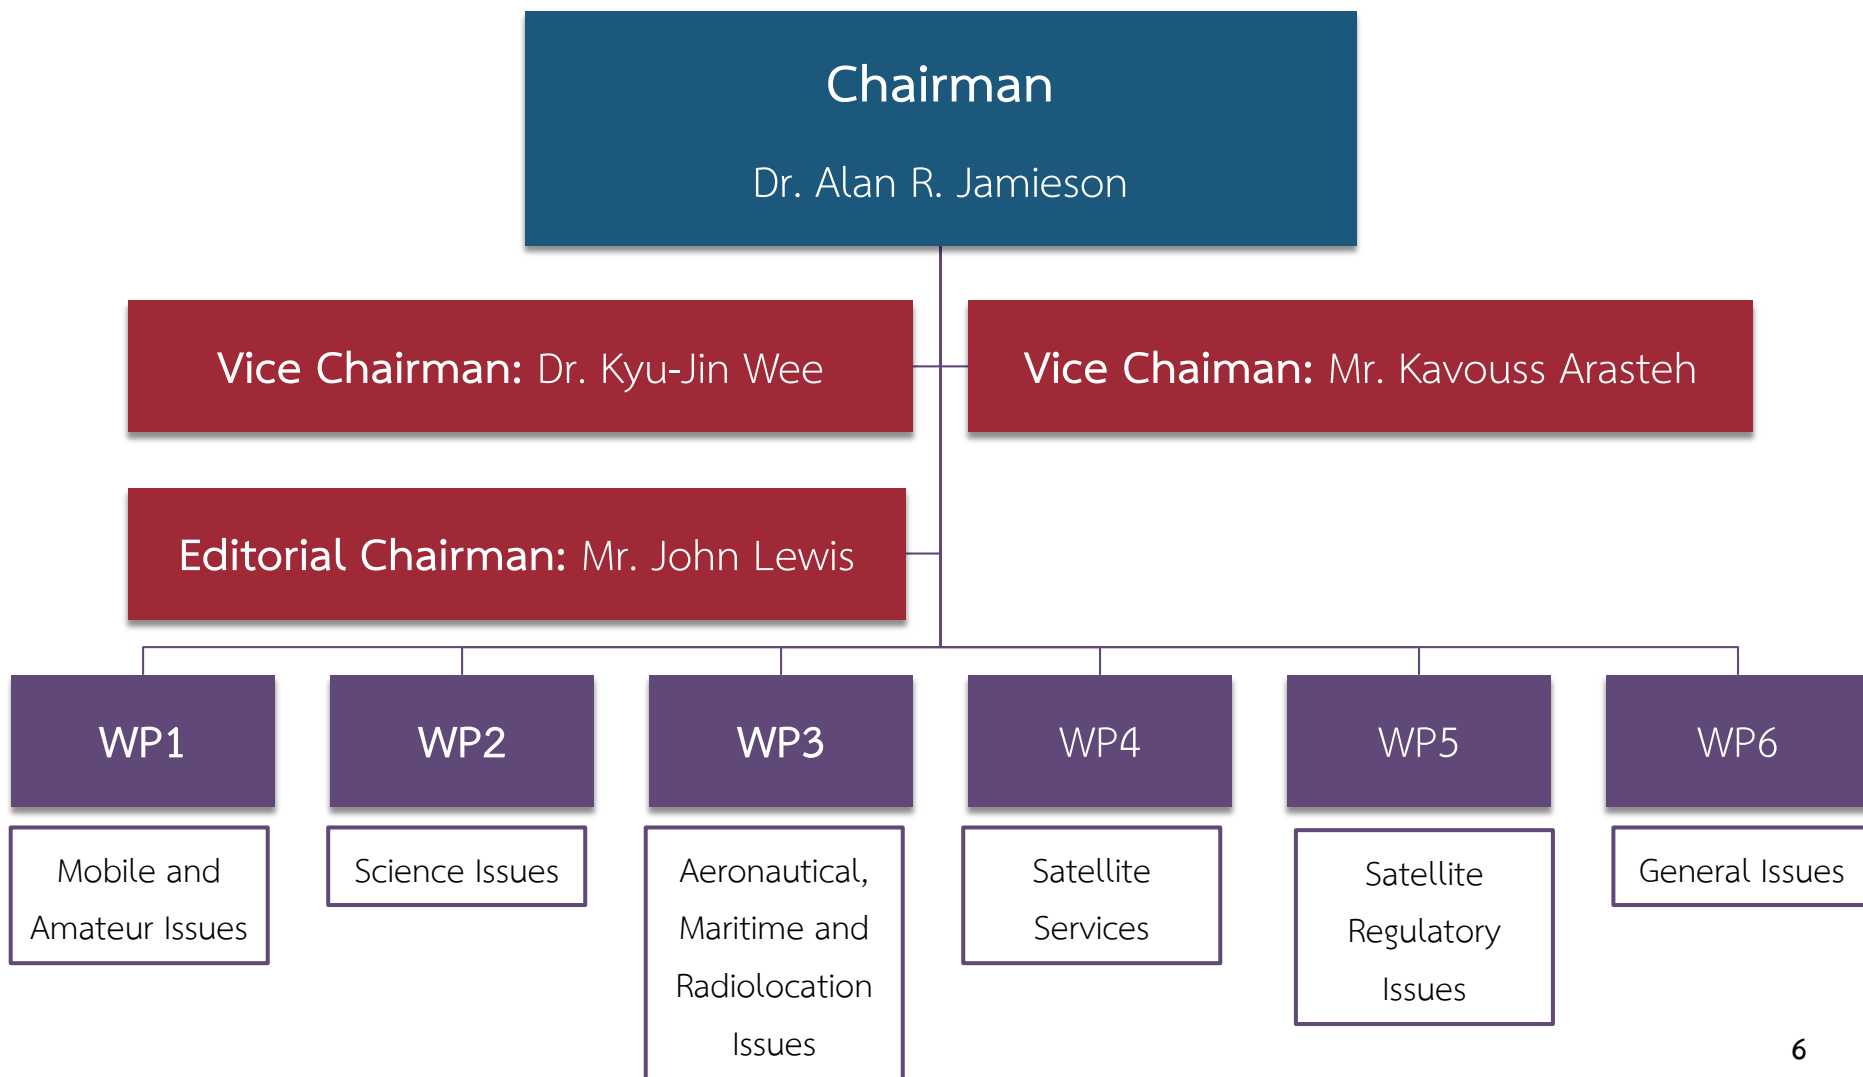 Chairman
Dr. Alan R. Jamieson
Vice Chairman: Dr. Kyu-Jin Wee
Vice Chaiman: Mr. Kavouss Arasteh
Editorial Chairman: Mr. John Lewis
WP1
WP2
WP3
WP4
WP5
WP6
Mobile and
Amateur Issues
Science Issues
Aeronautical,
Maritime and
Radiolocation
Issues
Satellite
Services
Satellite
Regulatory
Issues
General Issues
6